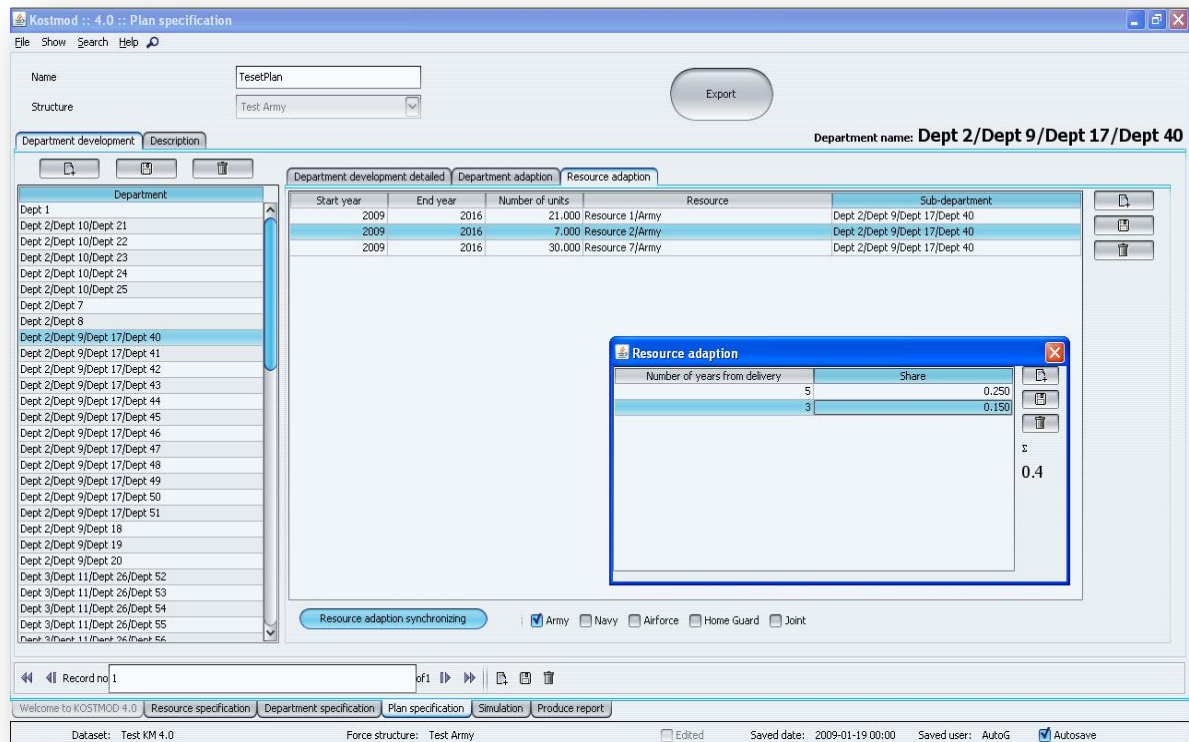 Kostmod :: 4.0 :: Plan specification
File Show Search Help
Name TesetPlan
Structure Test Army
Export
Department development Description
Department name: Dept 2/Dept 9/Dept 17/Dept 40
Department development detailed Department adaption Resource adaption
Department
Dept 1
Dept 2/Dept 10/Dept 21
Dept 2/Dept 10/Dept 22
Dept 2/Dept 10/Dept 23
Dept 2/Dept 10/Dept 24
Dept 2/Dept 10/Dept 25
Dept 2/Dept 7
Dept 2/Dept 8
Dept 2/Dept 9/Dept 17/Dept 40
Dept 2/Dept 9/Dept 17/Dept 41
Dept 2/Dept 9/Dept 17/Dept 42
Dept 2/Dept 9/Dept 17/Dept 43
Dept 2/Dept 9/Dept 17/Dept 44
Dept 2/Dept 9/Dept 17/Dept 45
Dept 2/Dept 9/Dept 17/Dept 46
Dept 2/Dept 9/Dept 17/Dept 47
Dept 2/Dept 9/Dept 17/Dept 48
Dept 2/Dept 9/Dept 17/Dept 49
Dept 2/Dept 9/Dept 17/Dept 50
Dept 2/Dept 9/Dept 17/Dept 51
Dept 2/Dept 9/Dept 18
Dept 2/Dept 9/Dept 19
Dept 2/Dept 9/Dept 20
Dept 3/Dept 11/Dept 26/Dept 52
Dept 3/Dept 11/Dept 26/Dept 53
Dept 3/Dept 11/Dept 26/Dept 54
Dept 3/Dept 11/Dept 26/Dept 55
Dept 3/Dept 11/Dept 26/Dept 56
Start year End year Number of units Resource Sub-department
2009 2016 21.000 Resource 1/Army Dept 2/Dept 9/Dept 17/Dept 40
2009 2016 7.000 Resource 2/Army Dept 2/Dept 9/Dept 17/Dept 40
2009 2016 30.000 Resource 7/Army Dept 2/Dept 9/Dept 17/Dept 40
Resource adaption
Number of years from delivery Share
5 0.250
3 0.150
Σ
0.4
Resource adaption synchronizing Army Navy Airforce Home Guard Joint
Record no 1 of1
Welcome to KOSTMOD 4.0 Resource specification Department specification Plan specification Simulation Produce report
Dataset: Test KM 4.0 Force structure: Test Army Edited Saved date: 2009-01-19 00:00 Saved user: AutoG Autosave